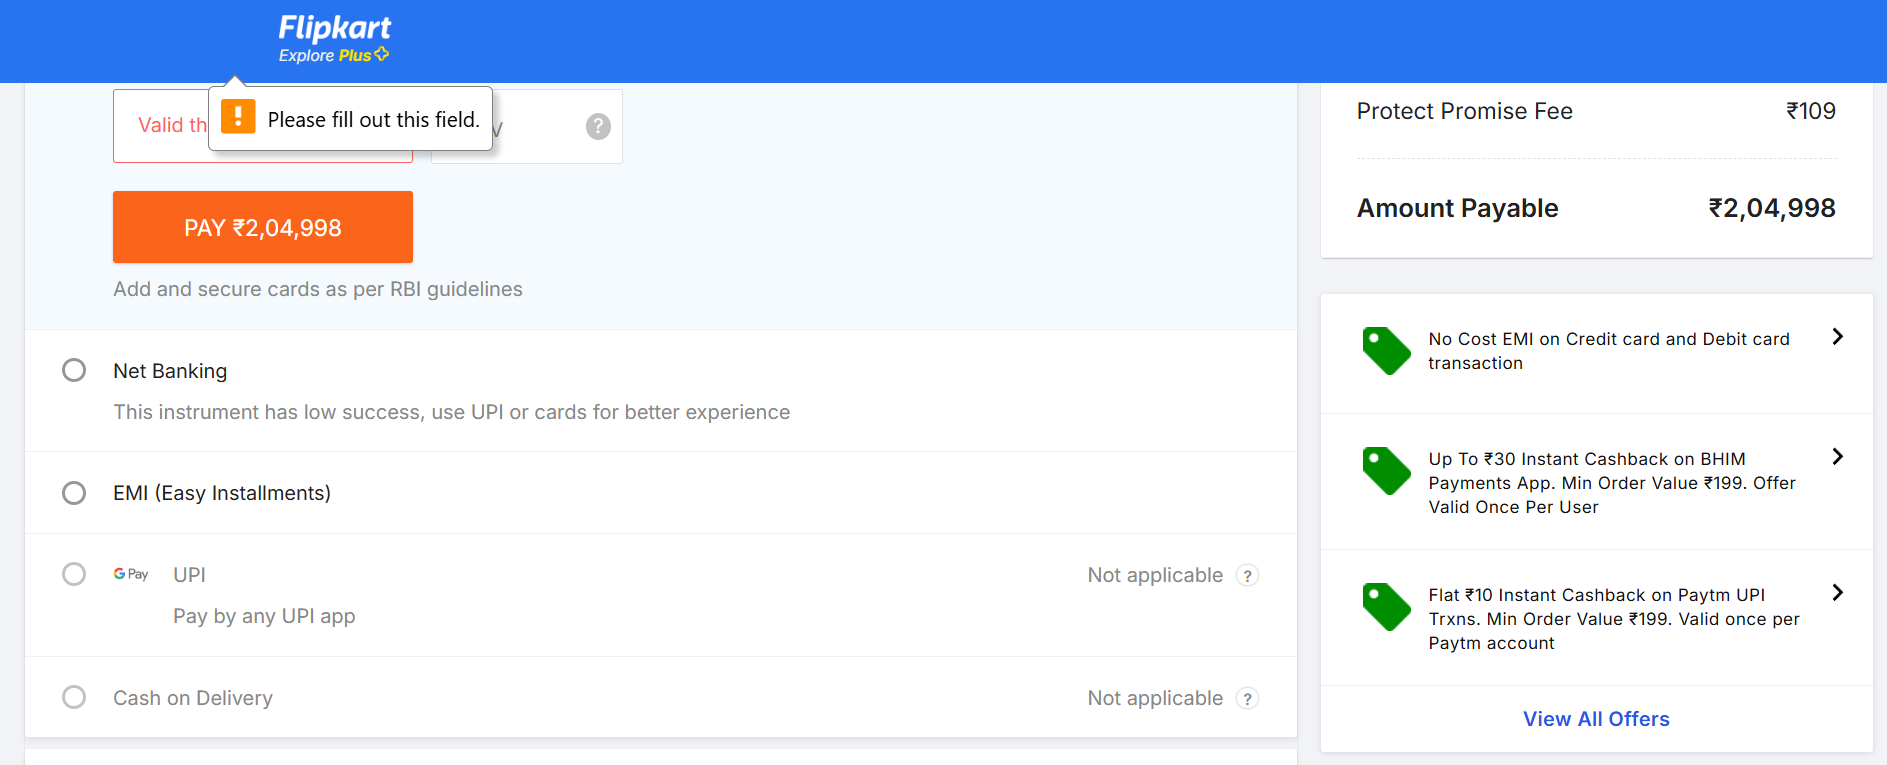 Flipkart
Explore Plus
Please fill out this field.
Valid th
?
PAY ₹2,04,998
Add and secure cards as per RBI guidelines
Net Banking
This instrument has low success, use UPI or cards for better experience
EMI (Easy Installments)
G Pay UPI
Not applicable ?
Pay by any UPI app
Cash on Delivery
Not applicable ?
Protect Promise Fee ₹109
Amount Payable ₹2,04,998
No Cost EMI on Credit card and Debit card
transaction
Up To ₹30 Instant Cashback on BHIM
Payments App. Min Order Value ₹199. Offer
Valid Once Per User
Flat ₹10 Instant Cashback on Paytm UPI
Trxns. Min Order Value ₹199. Valid once per
Paytm account
View All Offers